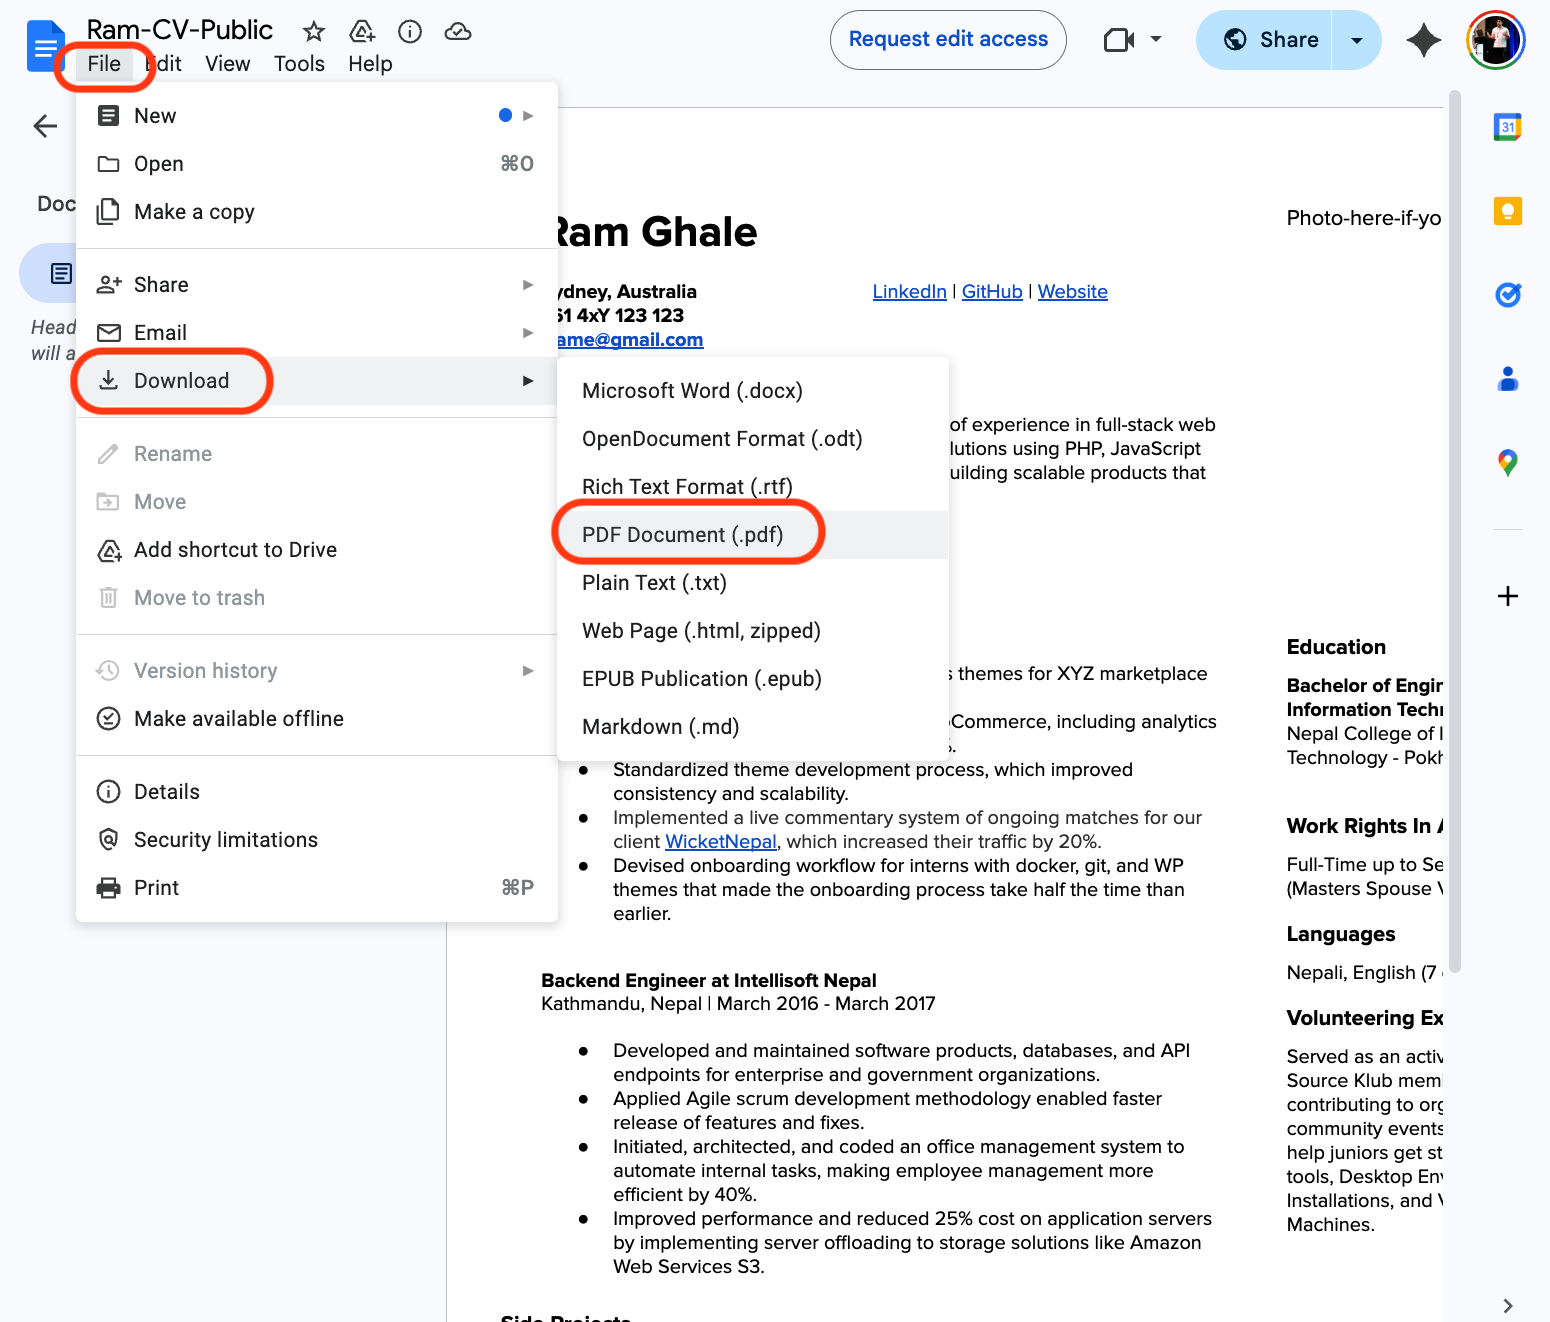 Ram-CV-Public
Request edit access
Share
File
Edit
View
Tools
Help
New
Open
⌘O
Make a copy
Share
Email
Download
Rename
Move
Add shortcut to Drive
Move to trash
Version history
Make available offline
Details
Security limitations
Print
⌘P
Microsoft Word (.docx)
OpenDocument Format (.odt)
Rich Text Format (.rtf)
PDF Document (.pdf)
Plain Text (.txt)
Web Page (.html, zipped)
EPUB Publication (.epub)
Markdown (.md)
Doc
Head
will a
Ram Ghale
Photo-here-if-yo
ydney, Australia
61 4xY 123 123
ame@gmail.com
LinkedIn | GitHub | Website
of experience in full-stack web
lutions using PHP, JavaScript
uilding scalable products that
s themes for XYZ marketplace
Commerce, including analytics
● Standardized theme development process, which improved
consistency and scalability.
● Implemented a live commentary system of ongoing matches for our
client WicketNepal, which increased their traffic by 20%.
● Devised onboarding workflow for interns with docker, git, and WP
themes that made the onboarding process take half the time than
earlier.
Backend Engineer at Intellisoft Nepal
Kathmandu, Nepal | March 2016 - March 2017
● Developed and maintained software products, databases, and API
endpoints for enterprise and government organizations.
● Applied Agile scrum development methodology enabled faster
release of features and fixes.
● Initiated, architected, and coded an office management system to
automate internal tasks, making employee management more
efficient by 40%.
● Improved performance and reduced 25% cost on application servers
by implementing server offloading to storage solutions like Amazon
Web Services S3.
Side Projects
Education
Bachelor of Engin
Information Techn
Nepal College of I
Technology - Pokh
Work Rights In A
Full-Time up to Se
(Masters Spouse V
Languages
Nepali, English (7
Volunteering Ex
Served as an activ
Source Klub mem
contributing to org
community events
help juniors get st
tools, Desktop Env
Installations, and V
Machines.
31